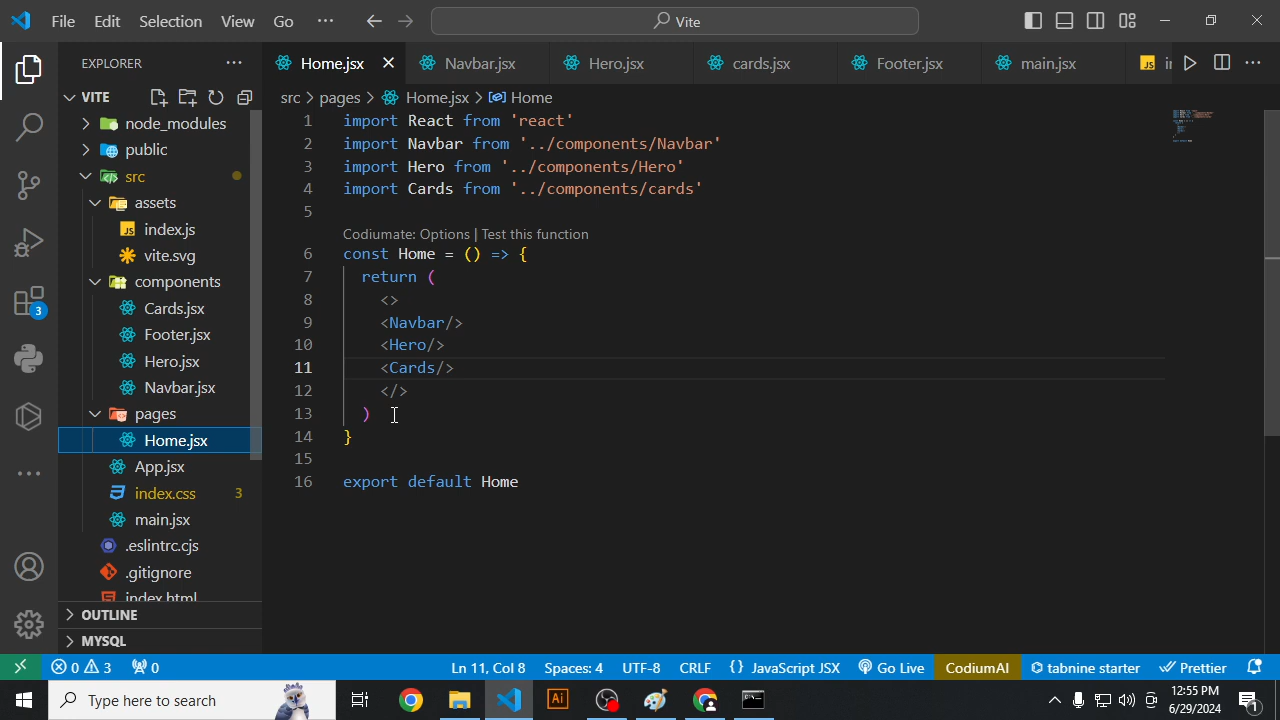 File Edit Selection View Go ··· Vite
EXPLORER ···
Home.jsx Navbar.jsx Hero.jsx cards.jsx Footer.jsx main.jsx JS
VITE
src > pages > Home.jsx > Home
node_modules
public
src
assets
JS index.js
vite.svg
components
Cards.jsx
Footer.jsx
Hero.jsx
Navbar.jsx
pages
Home.jsx
App.jsx
index.css 3
main.jsx
.eslintrc.cjs
.gitignore
index.html
OUTLINE
MYSQL
3
1 import React from 'react'
2 import Navbar from '../components/Navbar'
3 import Hero from '../components/Hero'
4 import Cards from '../components/cards'
5
Codiumate: Options | Test this function
6 const Home = () => {
7 return (
8 <>
9 <Navbar/>
10 <Hero/>
11 <Cards/>
12 </>
13 )
14 }
15
16 export default Home
0 3 0 Ln 11, Col 8 Spaces: 4 UTF-8 CRLF {} JavaScript JSX Go Live CodiumAI tabnine starter Prettier
Type here to search Ai 12:55 PM
6/29/2024 1